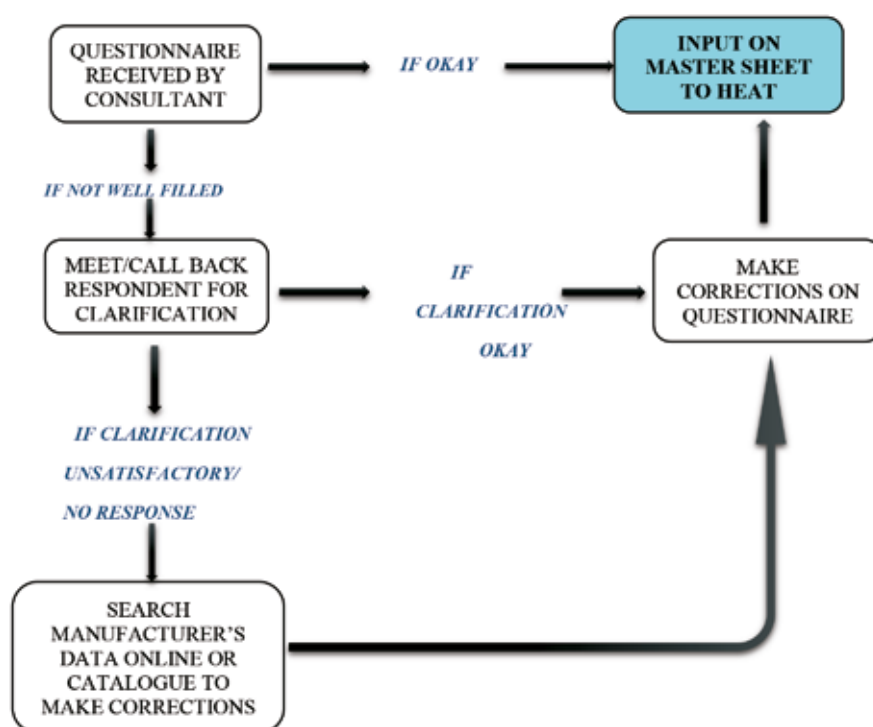 QUESTIONNAIRE
RECEIVED BY
CONSULTANT
IF OKAY
INPUT ON
MASTER SHEET
TO HEAT
IF NOT WELL FILLED
MEET/CALL BACK
RESPONDENT FOR
CLARIFICATION
IF
CLARIFICATION
OKAY
MAKE
CORRECTIONS ON
QUESTIONNAIRE
IF CLARIFICATION
UNSATISFACTORY/
NO RESPONSE
SEARCH
MANUFACTURER'S
DATA ONLINE OR
CATALOGUE TO
MAKE CORRECTIONS